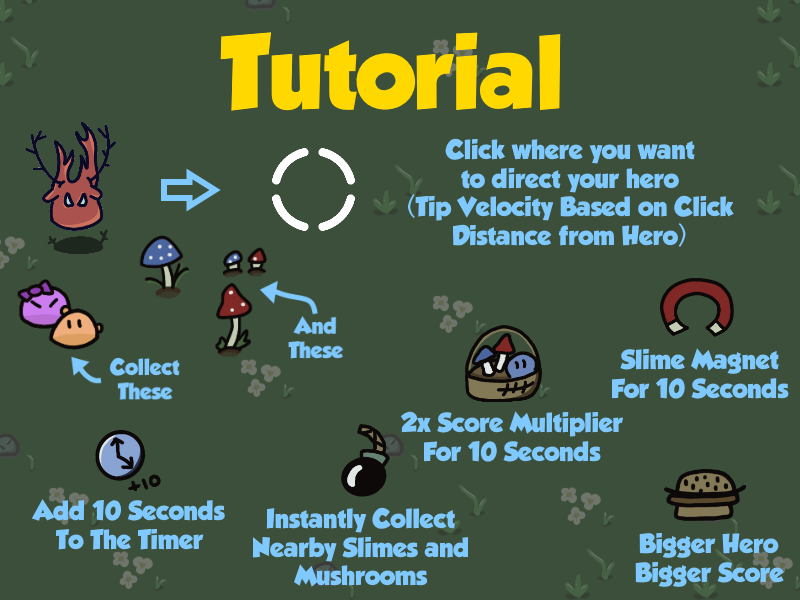 Tutorial
Click where you want
to direct your hero
(Tip Velocity Based on Click
Distance from Hero)
And
These
Collect
These
Slime Magnet
For 10 Seconds
2x Score Multiplier
For 10 Seconds
+10
Add 10 Seconds
To The Timer
Instantly Collect
Nearby Slimes and
Mushrooms
Bigger Hero
Bigger Score